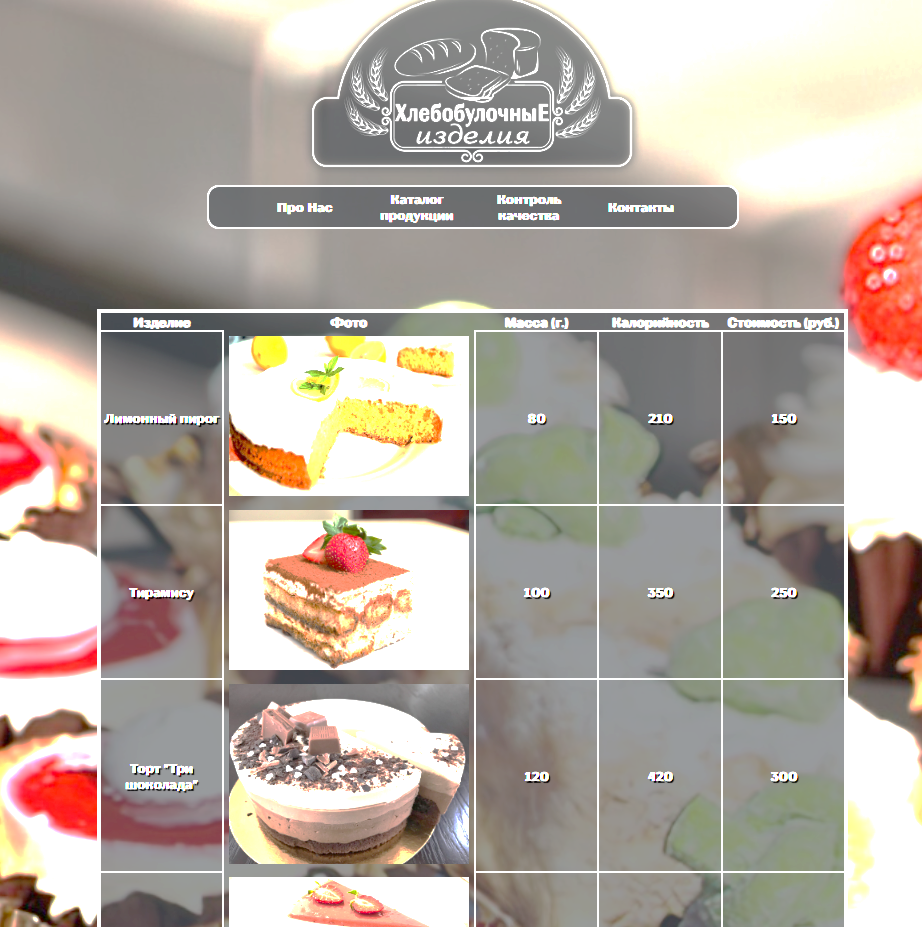 ХлебобулочныЕ
изделия
Про Нас
Каталог
продукции
Контроль
качества
Контакты
Изделие Фото Масса (г.) Калорийность Стоимость (руб.)
Лимонный пирог 80 210 150
Тирамису 100 350 250
Торт "Три
шоколада" 120 420 300